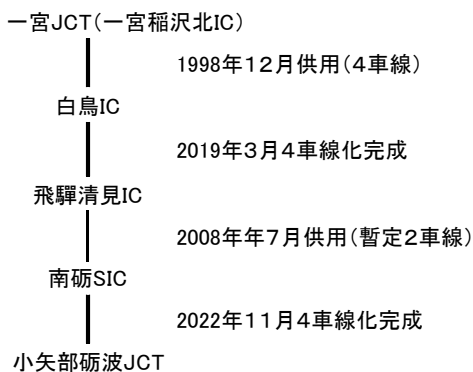 一宮JCT(一宮稲沢北IC)
1998年12月供用(4車線)
白鳥IC
2019年3月4車線化完成
飛驒清見IC
2008年年7月供用(暫定2車線)
南砺SIC
2022年11月4車線化完成
小矢部砺波JCT